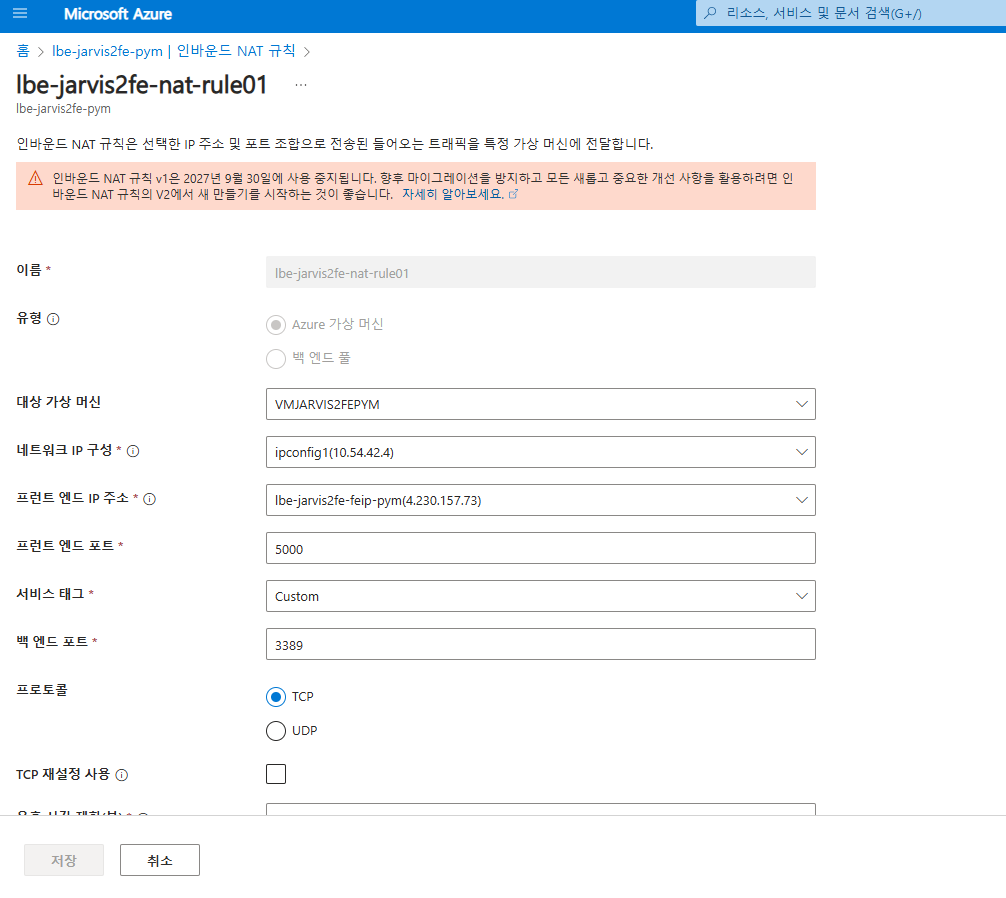 Microsoft Azure
리소스, 서비스 및 문서 검색(G+/)
홈 > lbe-jarvis2fe-pym | 인바운드 NAT 규칙 >
lbe-jarvis2fe-nat-rule01 ...
lbe-jarvis2fe-pym
인바운드 NAT 규칙은 선택한 IP 주소 및 포트 조합으로 전송된 들어오는 트래픽을 특정 가상 머신에 전달합니다.
인바운드 NAT 규칙 v1은 2027년 9월 30일에 사용 중지됩니다. 향후 마이그레이션을 방지하고 모든 새롭고 중요한 개선 사항을 활용하려면 인
바운드 NAT 규칙의 V2에서 새 만들기를 시작하는 것이 좋습니다. 자세히 알아보세요.
이름 *
lbe-jarvis2fe-nat-rule01
유형
Azure 가상 머신
백 엔드 풀
대상 가상 머신
VMJARVIS2FEPYM
네트워크 IP 구성 *
ipconfig1(10.54.42.4)
프런트 엔드 IP 주소 *
lbe-jarvis2fe-feip-pym(4.230.157.73)
프런트 엔드 포트 *
5000
서비스 태그 *
Custom
백 엔드 포트 *
3389
프로토콜
TCP
UDP
TCP 재설정 사용
저장
취소